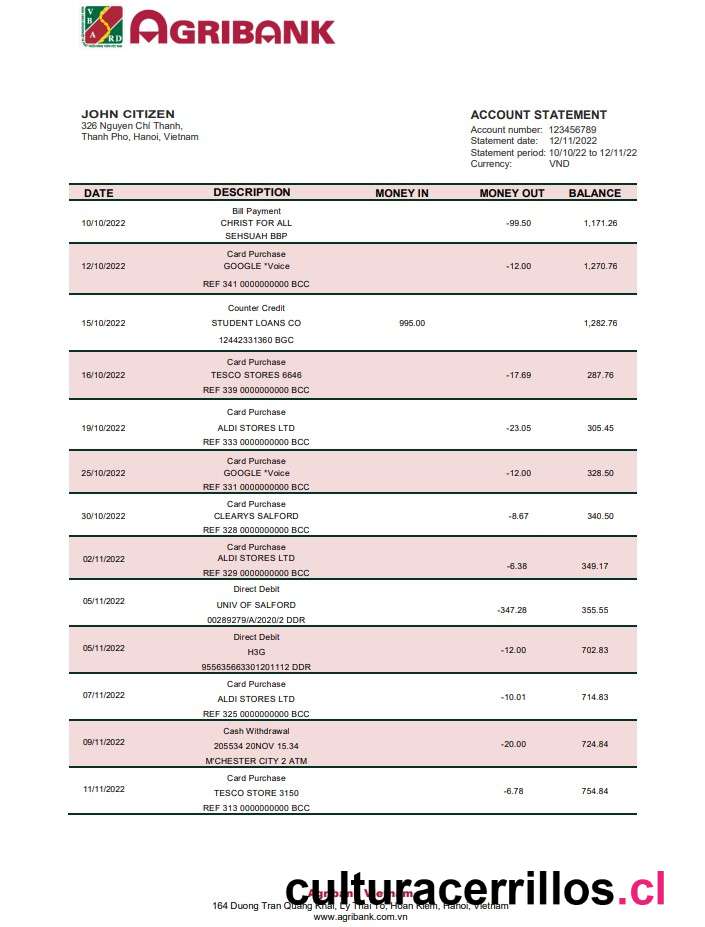 V B A RD
AGRIBANK
JOHN CITIZEN
326 Nguyen Chí Thanh,
Thanh Pho, Hanoi, Vietnam
ACCOUNT STATEMENT
Account number: 123456789
Statement date: 12/11/2022
Statement period: 10/10/22 to 12/11/22
Currency: VND
DATE DESCRIPTION MONEY IN MONEY OUT BALANCE
Bill Payment
10/10/2022 CHRIST FOR ALL -99.50 1,171.26
SEHSUAH BBP
Card Purchase
12/10/2022 GOOGLE *Voice -12.00 1,270.76
REF 341 0000000000 BCC
Counter Credit
15/10/2022 STUDENT LOANS CO 995.00 1,282.76
12442331360 BGC
Card Purchase
16/10/2022 TESCO STORES 6646 -17.69 287.76
REF 339 0000000000 BCC
Card Purchase
19/10/2022 ALDI STORES LTD -23.05 305.45
REF 333 0000000000 BCC
Card Purchase
25/10/2022 GOOGLE *Voice -12.00 328.50
REF 331 0000000000 BCC
Card Purchase
30/10/2022 CLEARYS SALFORD -8.67 340.50
REF 328 0000000000 BCC
Card Purchase
02/11/2022 ALDI STORES LTD -6.38 349.17
REF 329 0000000000 BCC
Direct Debit
05/11/2022 UNIV OF SALFORD -347.28 355.55
00289279/A/2020/2 DDR
Direct Debit
05/11/2022 H3G -12.00 702.83
955635663301201112 DDR
Card Purchase
07/11/2022 ALDI STORES LTD -10.01 714.83
REF 325 0000000000 BCC
Cash Withdrawal
09/11/2022 205534 20NOV 15.34 -20.00 724.84
M'CHESTER CITY 2 ATM
Card Purchase
11/11/2022 TESCO STORE 3150 -6.78 754.84
REF 313 0000000000 BCC
Agribank Vietnam
culturacerrillos.cl
164 Duong Tran Quang Khai, Ly Thai To, Hoan Kiem, Hanoi, Vietnam
www.agribank.com.vn